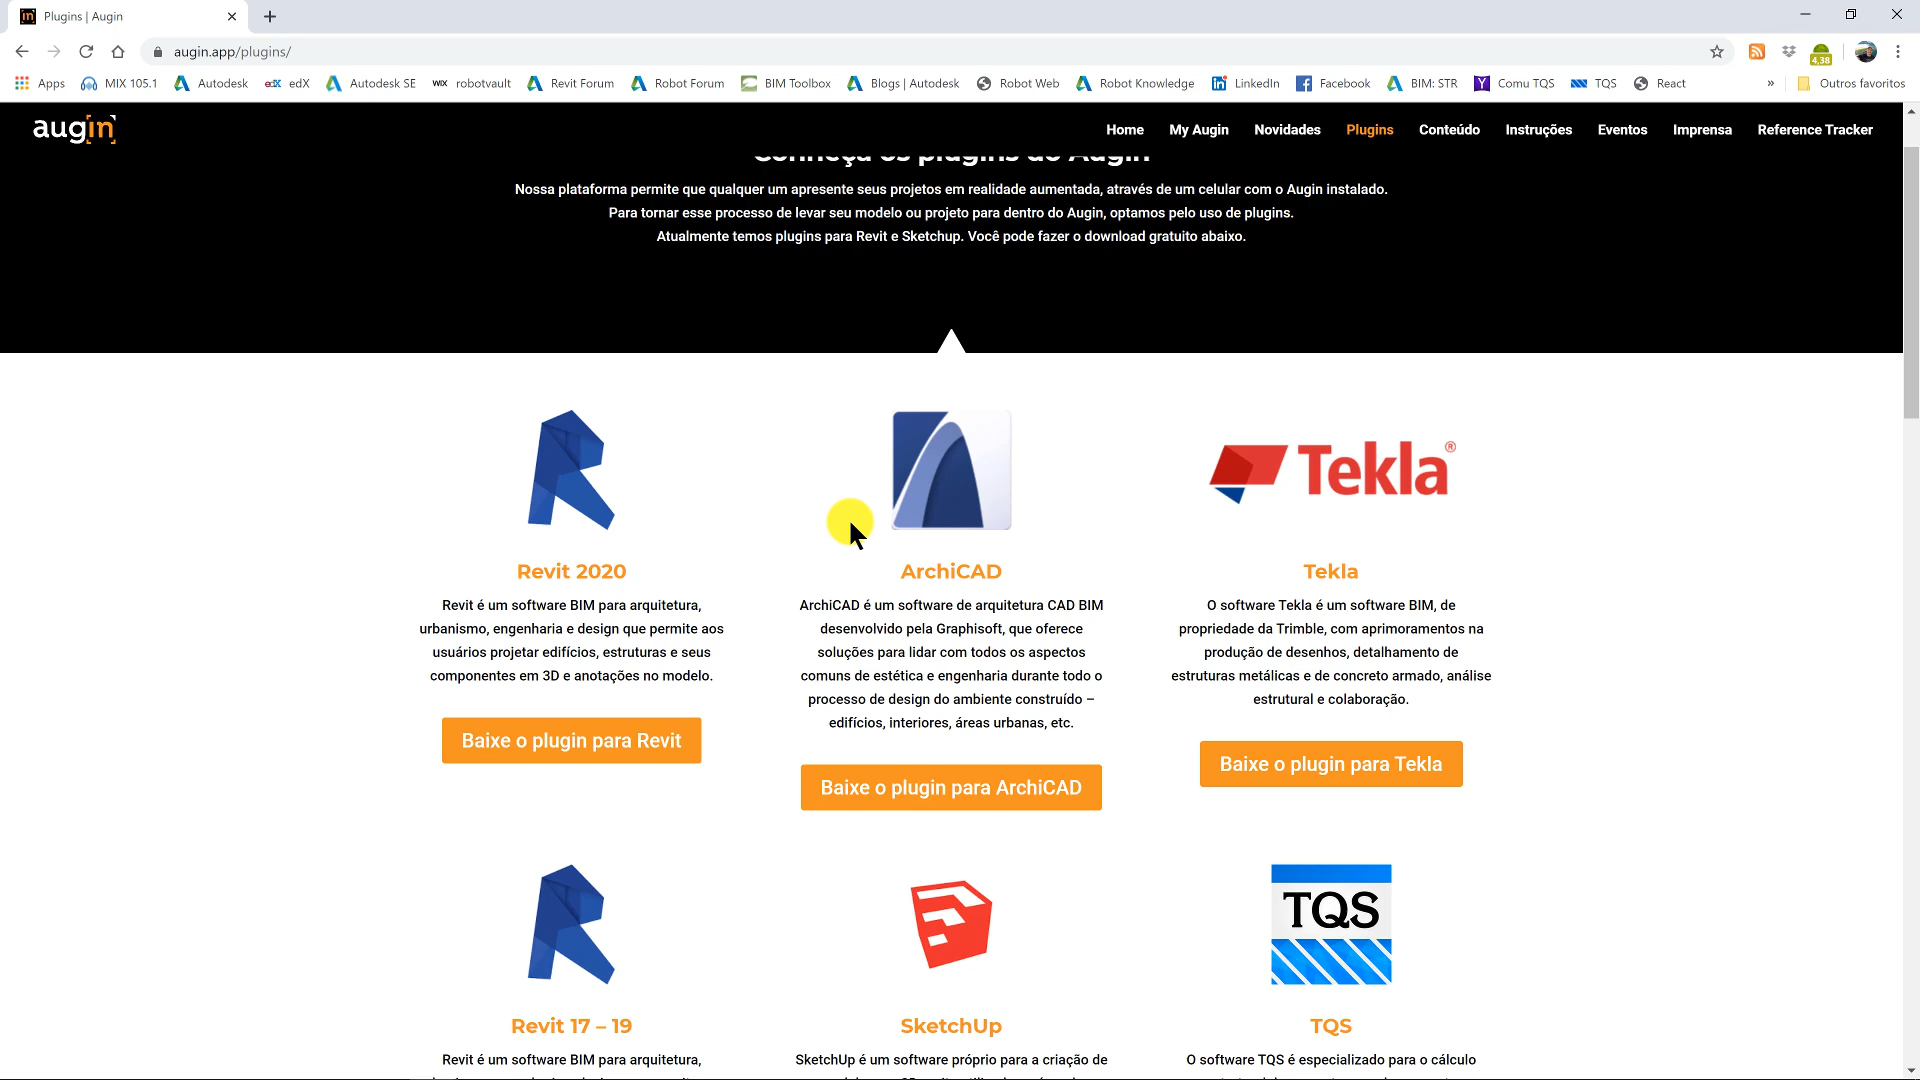 Plugins | Augin
augin.app/plugins/
4,38
Apps
MIX 105.1
Autodesk
edX
edX
Autodesk SE
WIX
robotvault
Revit Forum
Robot Forum
BIM Toolbox
Blogs | Autodesk
Robot Web
Robot Knowledge
LinkedIn
Facebook
BIM: STR
Comu TQS
TQS
React
»
Outros favoritos
augin
Home
My Augin
Novidades
Plugins
Conteúdo
Instruções
Eventos
Imprensa
Reference Tracker
Conheça os plugins do Augin
Nossa plataforma permite que qualquer um apresente seus projetos em realidade aumentada, através de um celular com o Augin instalado.
Para tornar esse processo de levar seu modelo ou projeto para dentro do Augin, optamos pelo uso de plugins.
Atualmente temos plugins para Revit e Sketchup. Você pode fazer o download gratuito abaixo.
Revit 2020
Revit é um software BIM para arquitetura,
urbanismo, engenharia e design que permite aos
usuários projetar edifícios, estruturas e seus
componentes em 3D e anotações no modelo.
Baixe o plugin para Revit
ArchiCAD
ArchiCAD é um software de arquitetura CAD BIM
desenvolvido pela Graphisoft, que oferece
soluções para lidar com todos os aspectos
comuns de estética e engenharia durante todo o
processo de design do ambiente construído –
edifícios, interiores, áreas urbanas, etc.
Baixe o plugin para ArchiCAD
Tekla®
Tekla
O software Tekla é um software BIM, de
propriedade da Trimble, com aprimoramentos na
produção de desenhos, detalhamento de
estruturas metálicas e de concreto armado, análise
estrutural e colaboração.
Baixe o plugin para Tekla
Revit 17 – 19
Revit é um software BIM para arquitetura,
SketchUp
SketchUp é um software próprio para a criação de
TQS
TQS
O software TQS é especializado para o cálculo